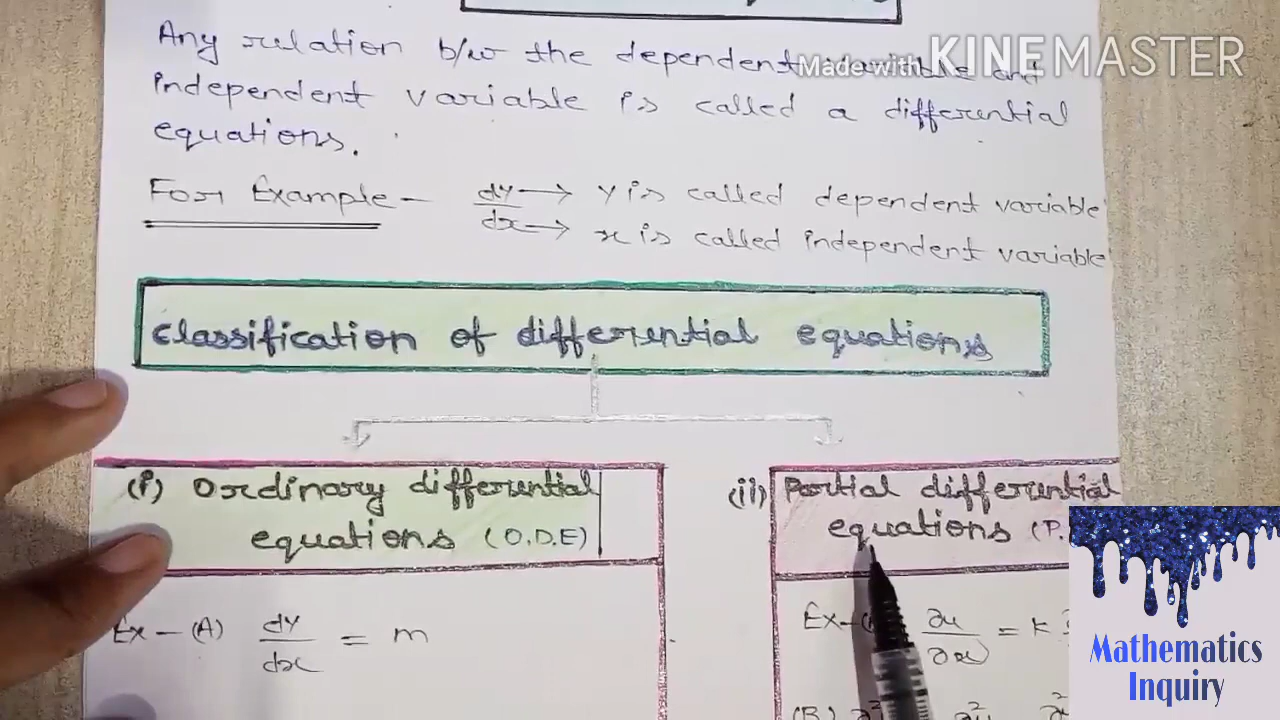 Any relation b/w the dependent variable and
Made with KINEMASTER
independent variable is called a differential
equations.
For Example - dy → y is called dependent variable
dx → x is called independent variable
Classification of differential equations
(i) Ordinary differential
equations (O.D.E)
(ii) Partial differential
equations (P.
Ex - (A) dy/dx = m
Ex - ∂u/∂x = K
(B)
Mathematics
Inquiry